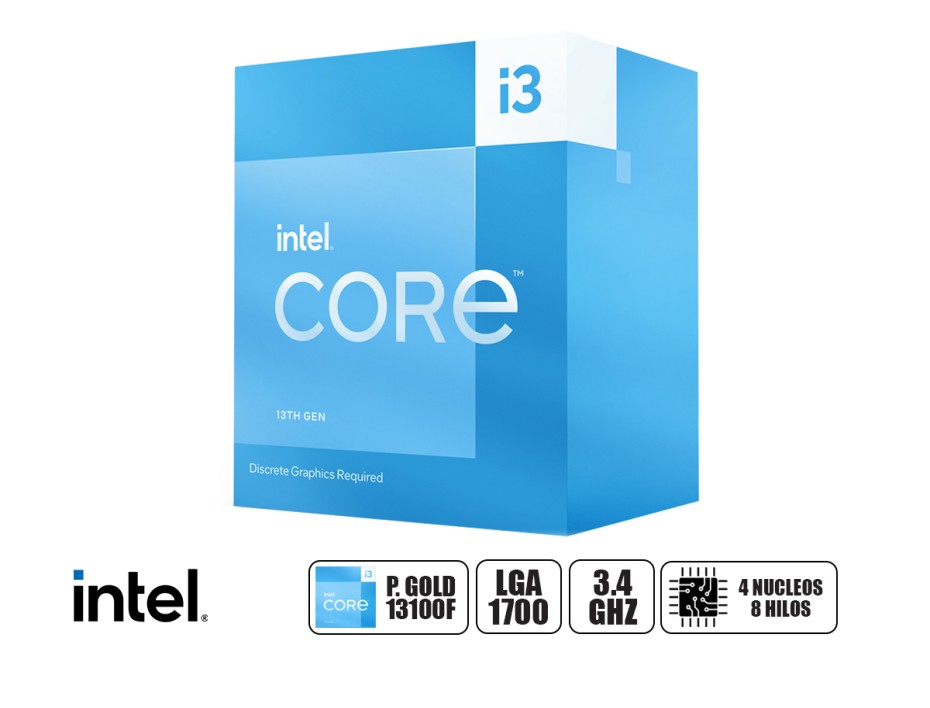 i3
intel.
CORE™
13TH GEN
Discrete Graphics Required
intel®
i3
intel
CORE
P. GOLD
13100F
LGA
1700
3.4
GHZ
4 NUCLEOS
8 HILOS